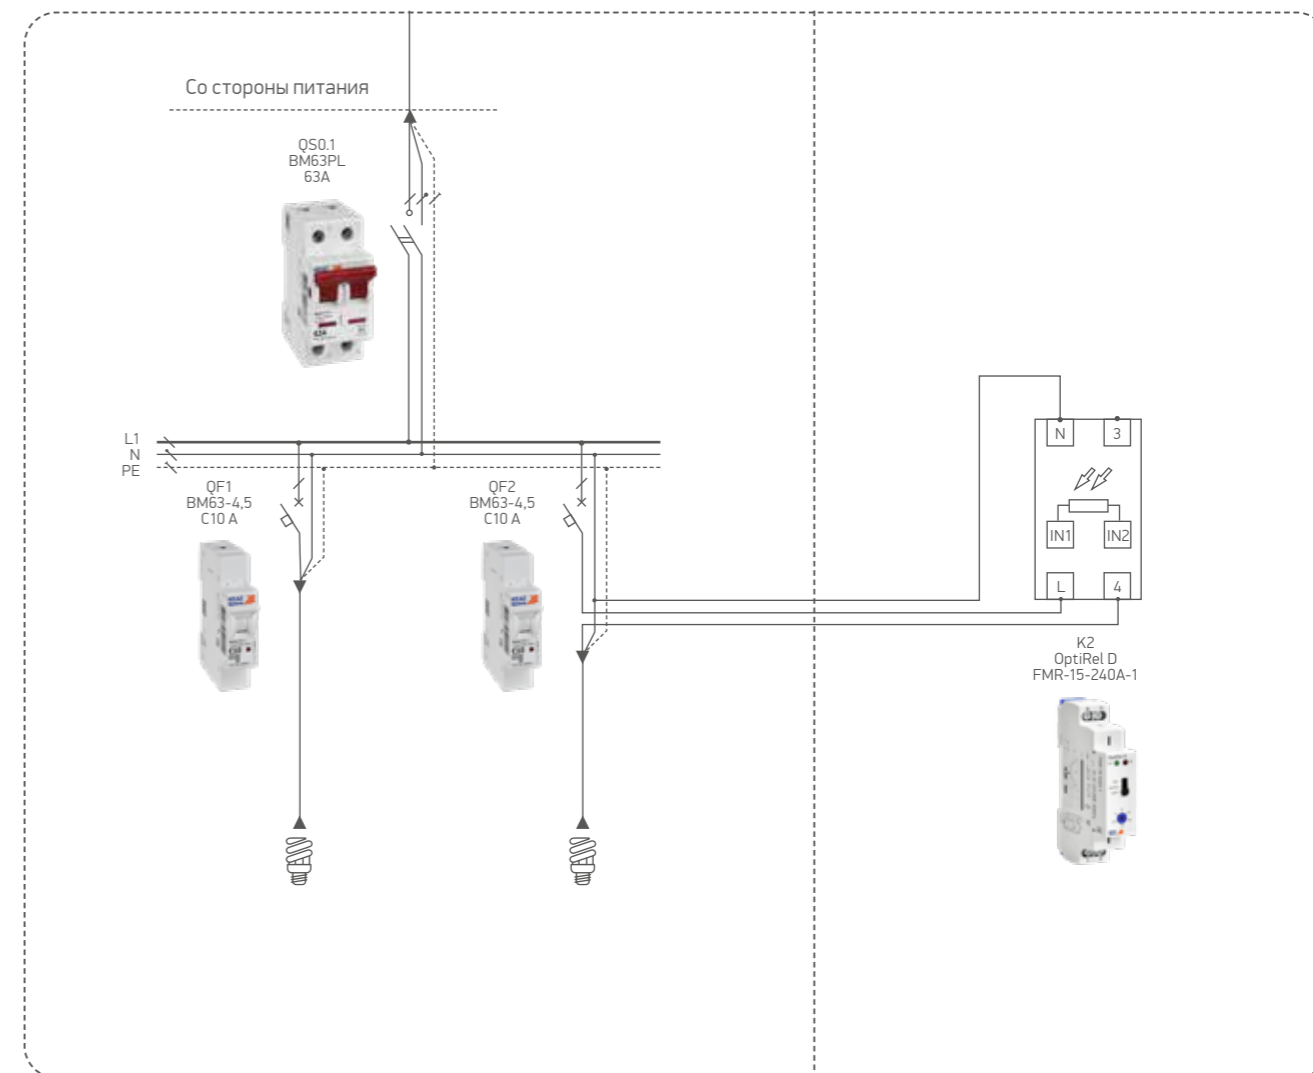 Со стороны питания
QS0.1
BM63PL
63A
L1
N
PE
QF1
BM63-4,5
C10 A
QF2
BM63-4,5
C10 A
N
3
IN1
IN2
L
4
K2
OptiRel D
FMR-15-240A-1
63A